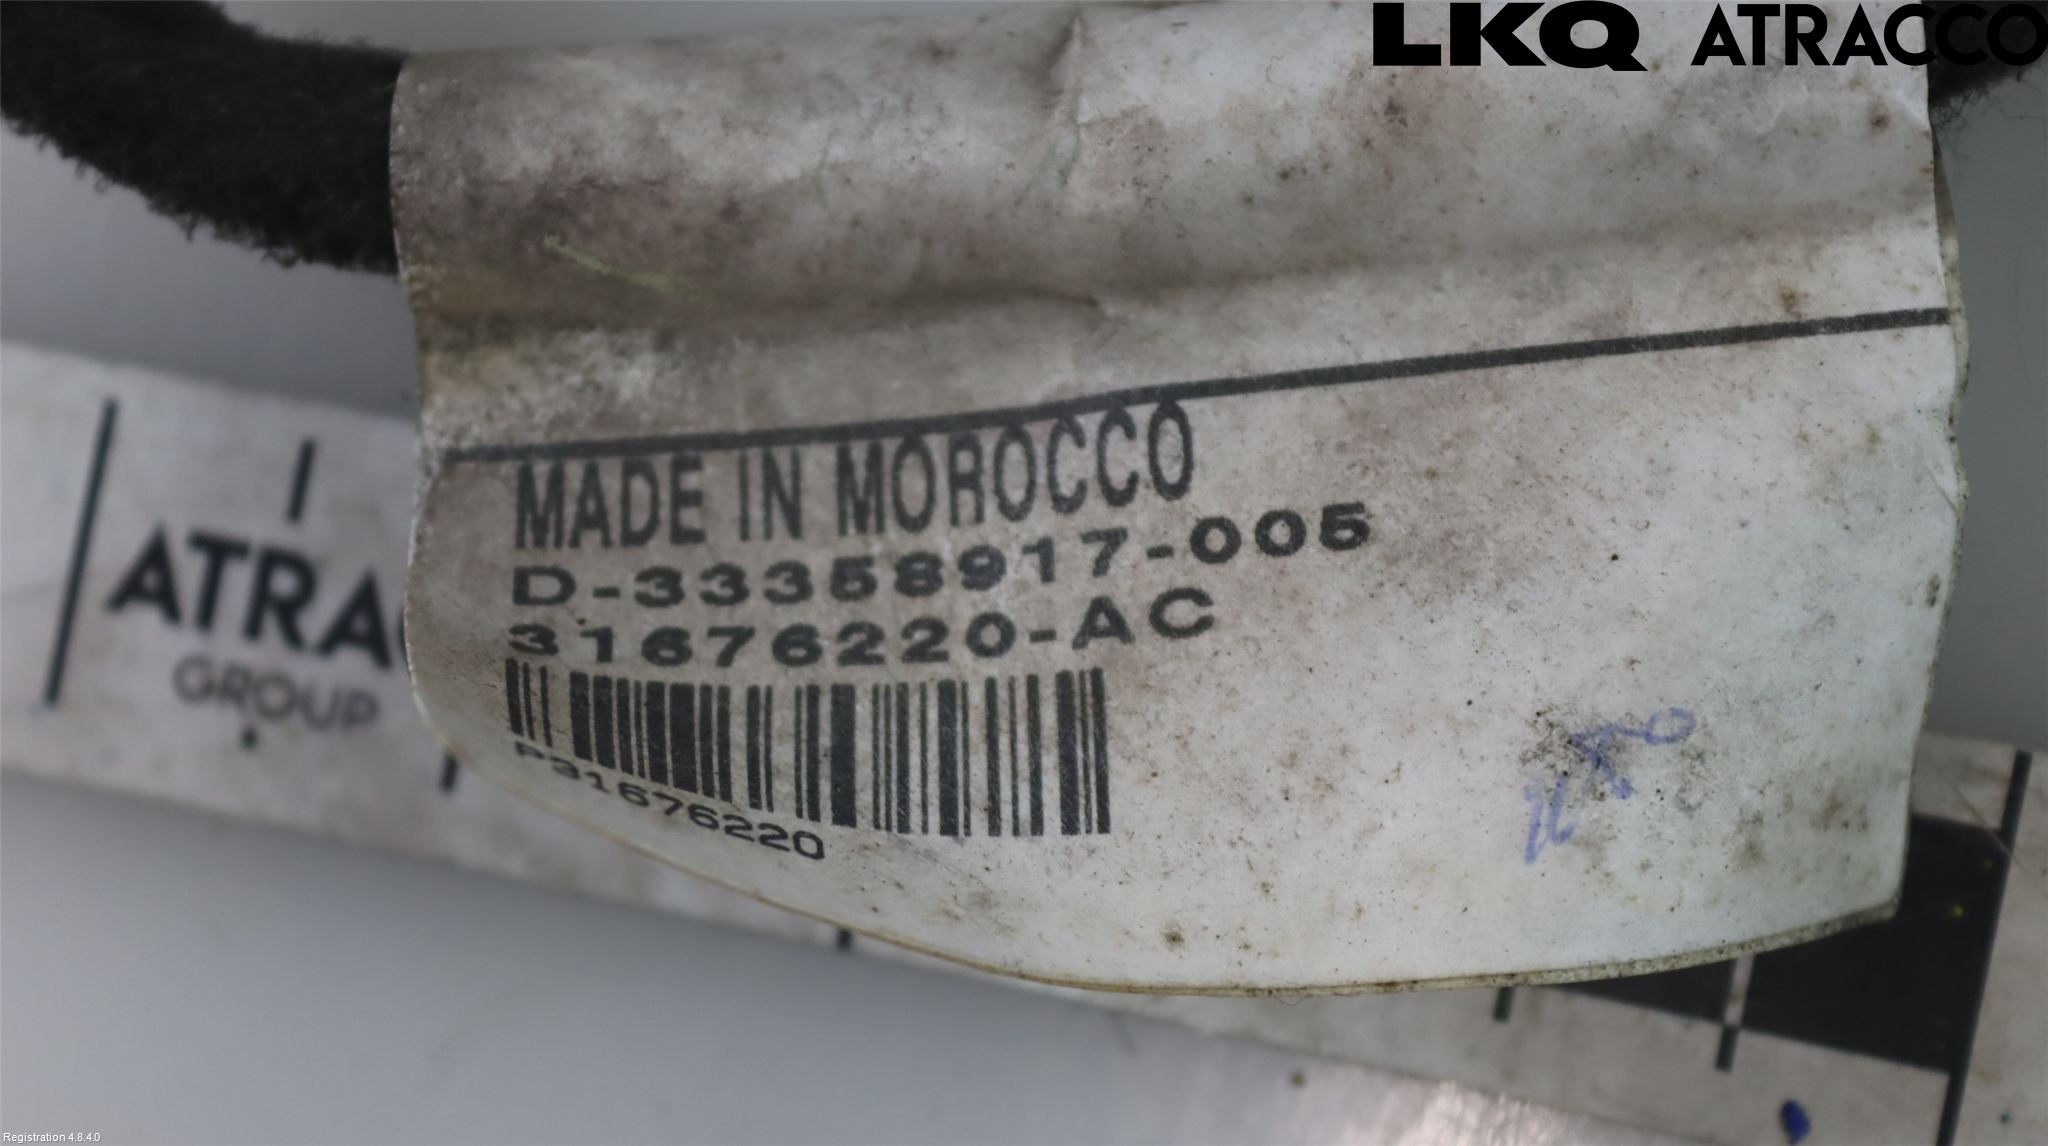 LKQ ATRACCO
MADE IN MOROCCO
D-33358917-005
31676220-AC
P31676220
ATRAC
GROUP
Registration 4.8.4.0